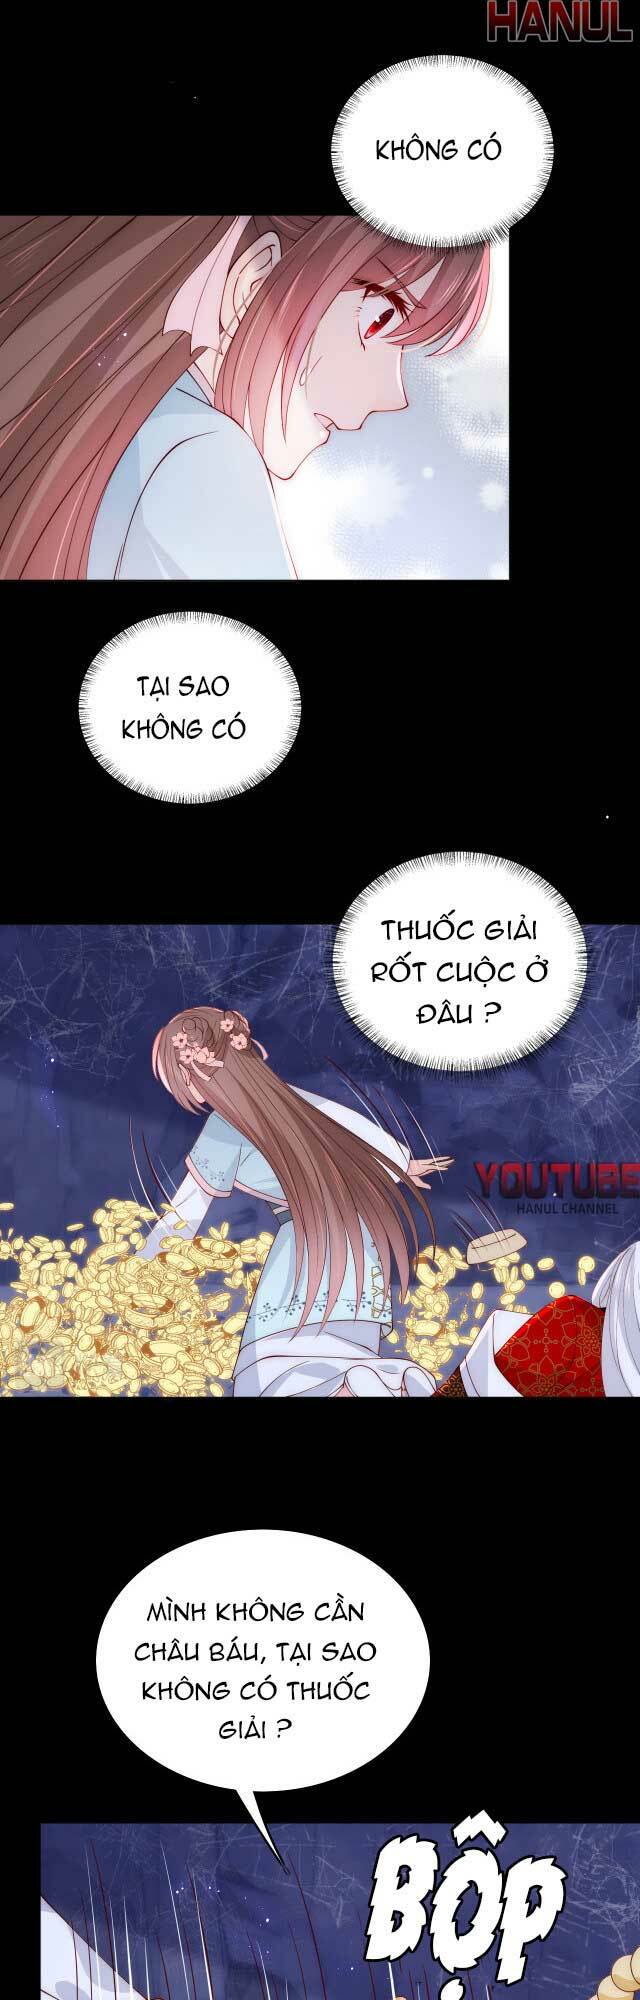 HANUL
KHÔNG CÓ
TẠI SAO
KHÔNG CÓ
THUỐC GIẢI
RỐT CUỘC Ở
ĐÂU ?
YOUTUBE
HANUL CHANNEL
MÌNH KHÔNG CẦN
CHÂU BÁU, TẠI SAO
KHÔNG CÓ THUỐC
GIẢI ?
BỘP